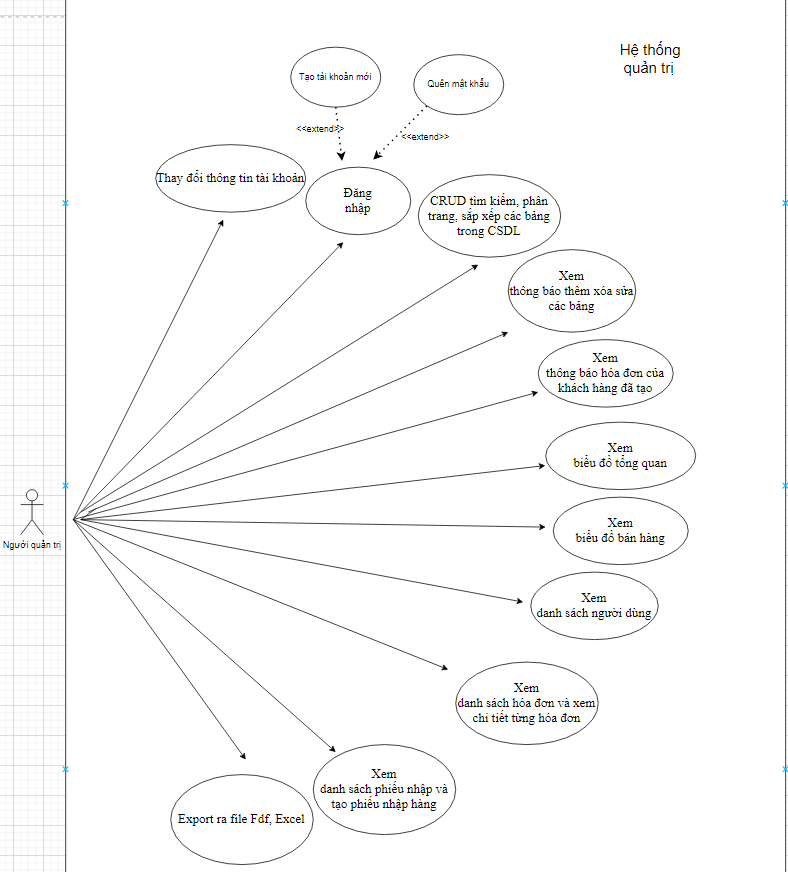 Hệ thống
quản trị
Tạo tài khoản mới
Quên mật khẩu
<<extend>>
<<extend>>
Thay đổi thông tin tài khoản
Đăng
nhập
CRUD tìm kiếm, phân
trang, sắp xếp các bảng
trong CSDL
Xem
thông báo thêm xóa sửa
các bảng
Xem
thông báo hóa đơn của
khách hàng đã tạo
Xem
biểu đồ tổng quan
Xem
biểu đồ bán hàng
Người quản trị
Xem
danh sách người dùng
Xem
danh sách hóa đơn và xem
chi tiết từng hóa đơn
Xem
danh sách phiếu nhập và
tạo phiếu nhập hàng
Export ra file Fdf, Excel